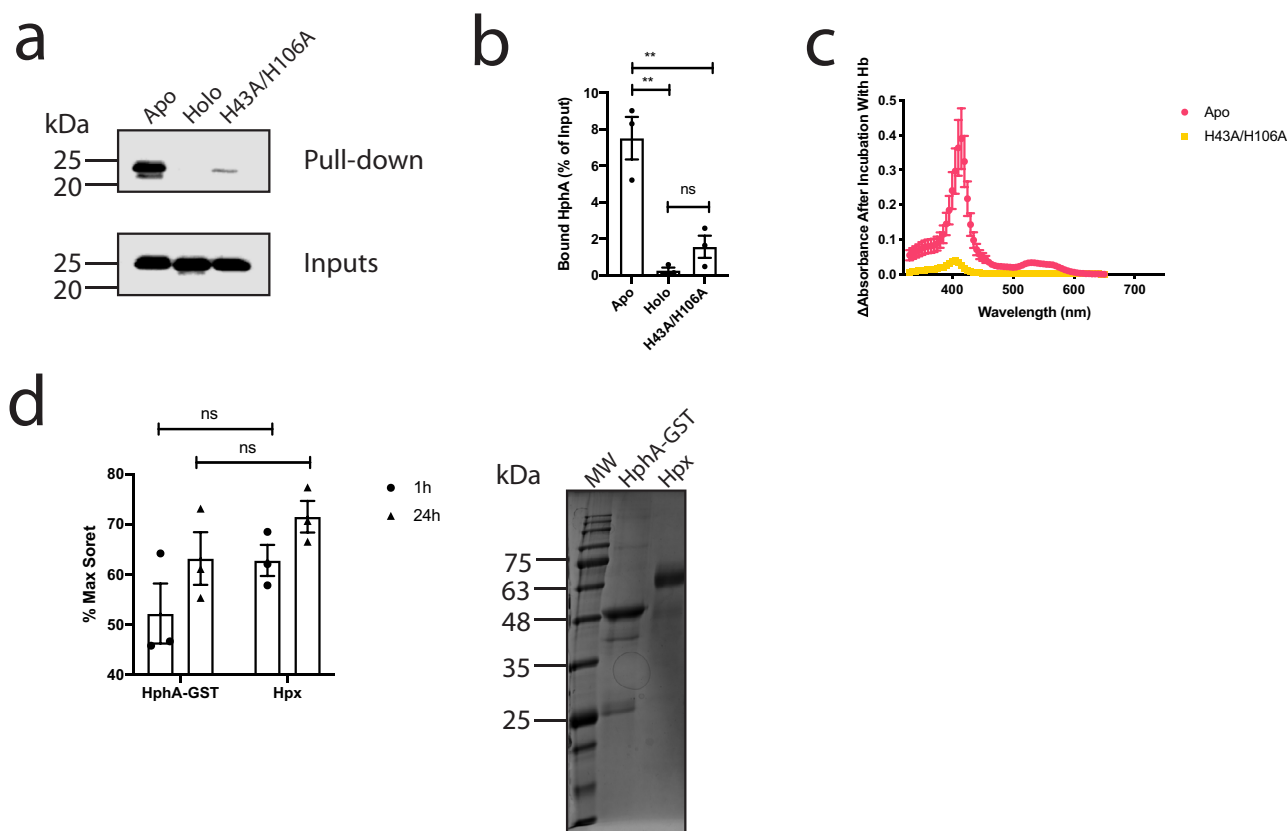 a
kDa
Apo
Holo
H43A/H106A
25
20
Pull-down
25
20
Inputs
b
**
**
ns
Bound HphA (% of Input)
10
8
6
4
2
0
Apo
Holo
H43A/H106A
c
ΔAbsorbance After Incubation With Hb
0.5
0.4
0.3
0.2
0.1
0.0
400
500
600
700
Wavelength (nm)
Apo
H43A/H106A
d
ns
ns
% Max Soret
80
70
60
50
40
HphA-GST
Hpx
1h
24h
kDa
MW
HphA-GST
Hpx
75
63
48
35
25